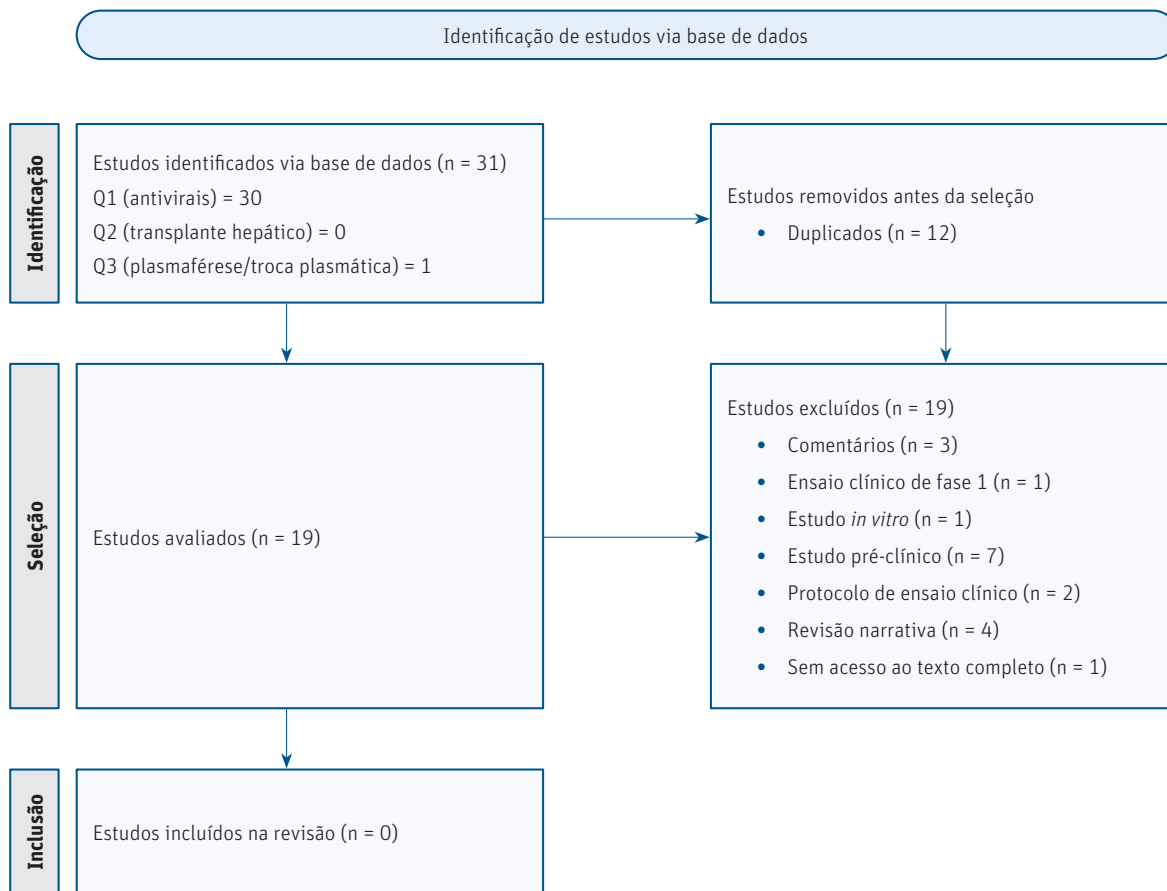 Identificação de estudos via base de dados
Identificação
Estudos identificados via base de dados (n = 31)
Q1 (antivirais) = 30
Q2 (transplante hepático) = 0
Q3 (plasmaférese/troca plasmática) = 1
Estudos removidos antes da seleção
• Duplicados (n = 12)
Seleção
Estudos avaliados (n = 19)
Estudos excluídos (n = 19)
• Comentários (n = 3)
• Ensaio clínico de fase 1 (n = 1)
• Estudo in vitro (n = 1)
• Estudo pré-clínico (n = 7)
• Protocolo de ensaio clínico (n = 2)
• Revisão narrativa (n = 4)
• Sem acesso ao texto completo (n = 1)
Inclusão
Estudos incluídos na revisão (n = 0)